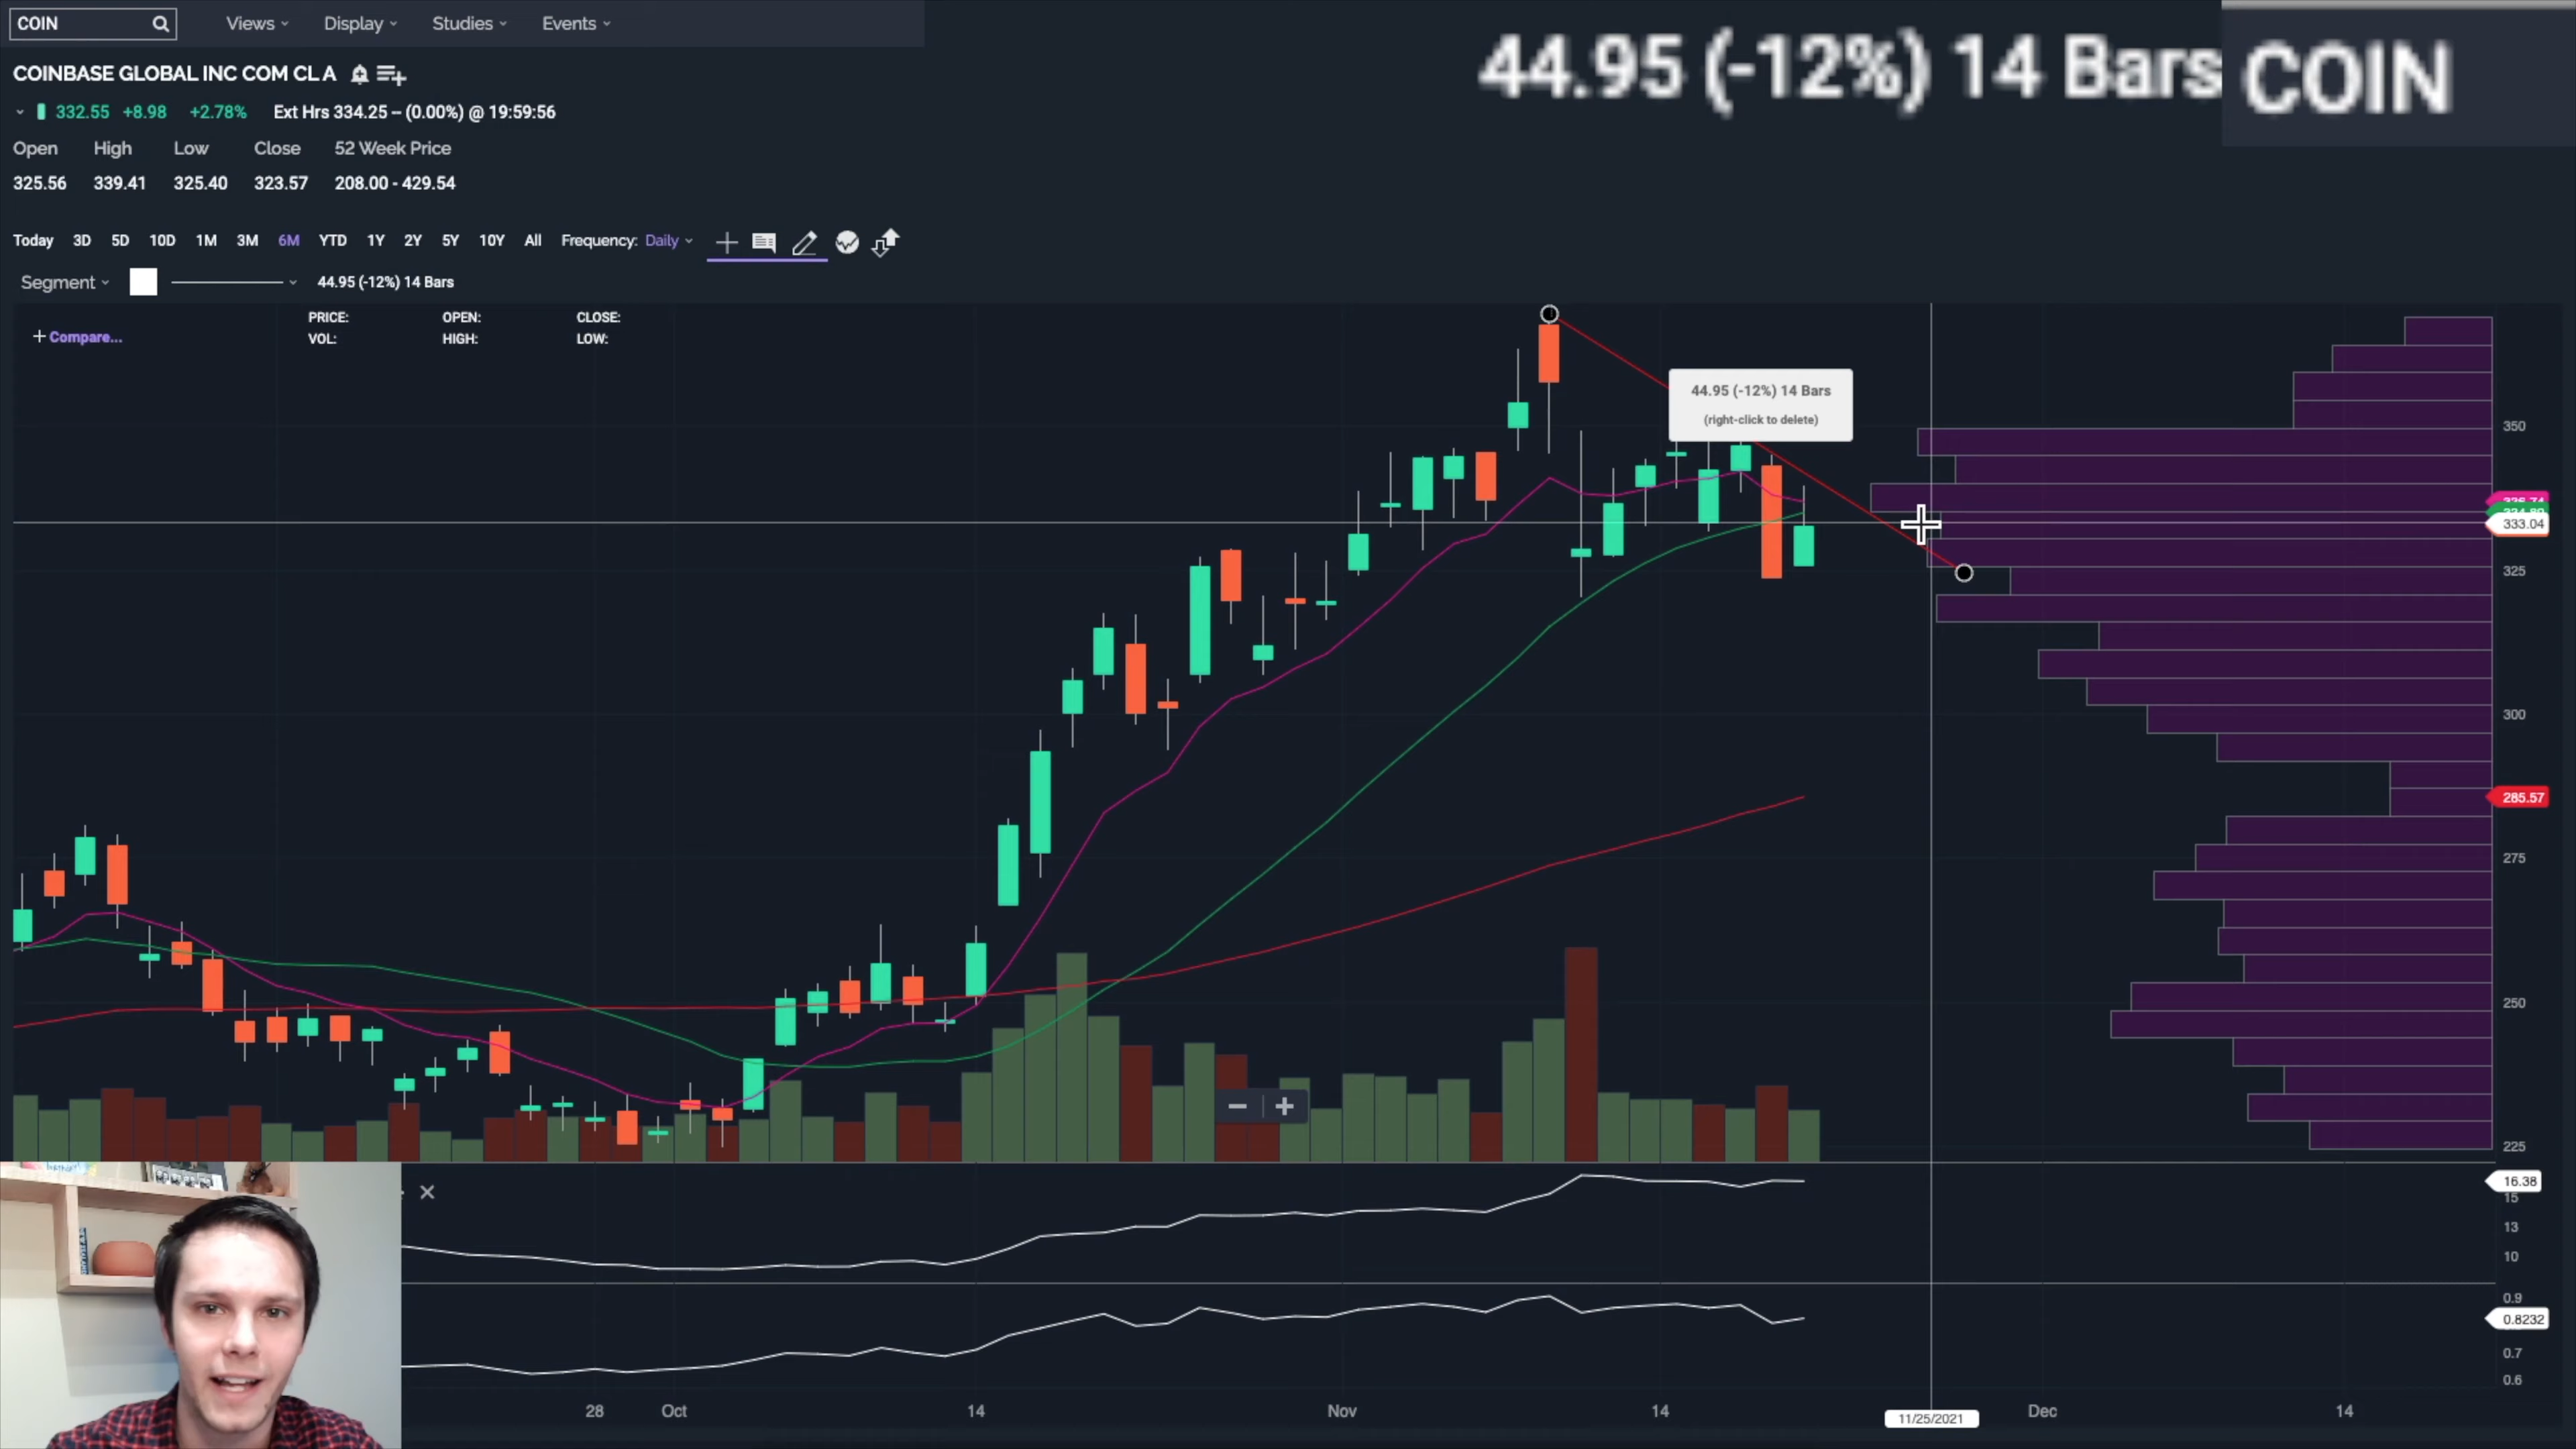 COIN
Views
Display
Studies
Events
44.95 (-12%) 14 Bars
COIN
COINBASE GLOBAL INC COM CL A
332.55 +8.98 +2.78% Ext Hrs 334.25 – (0.00%) @ 19:59:56
Open High Low Close 52 Week Price
325.56 339.41 325.40 323.57 208.00 - 429.54
Today 3D 5D 10D 1M 3M 6M YTD 1Y 2Y 5Y 10Y All Frequency: Daily
Segment 44.95 (-12%) 14 Bars
PRICE: OPEN: CLOSE:
+ Compare...
VOL: HIGH: LOW:
44.95 (-12%) 14 Bars
(right-click to delete)
350
336.74
333.04
325
300
285.57
275
250
225
16.38
15
13
10
0.9
0.8232
0.7
0.6
28 Oct 14 Nov 14 11/25/2021 Dec 14